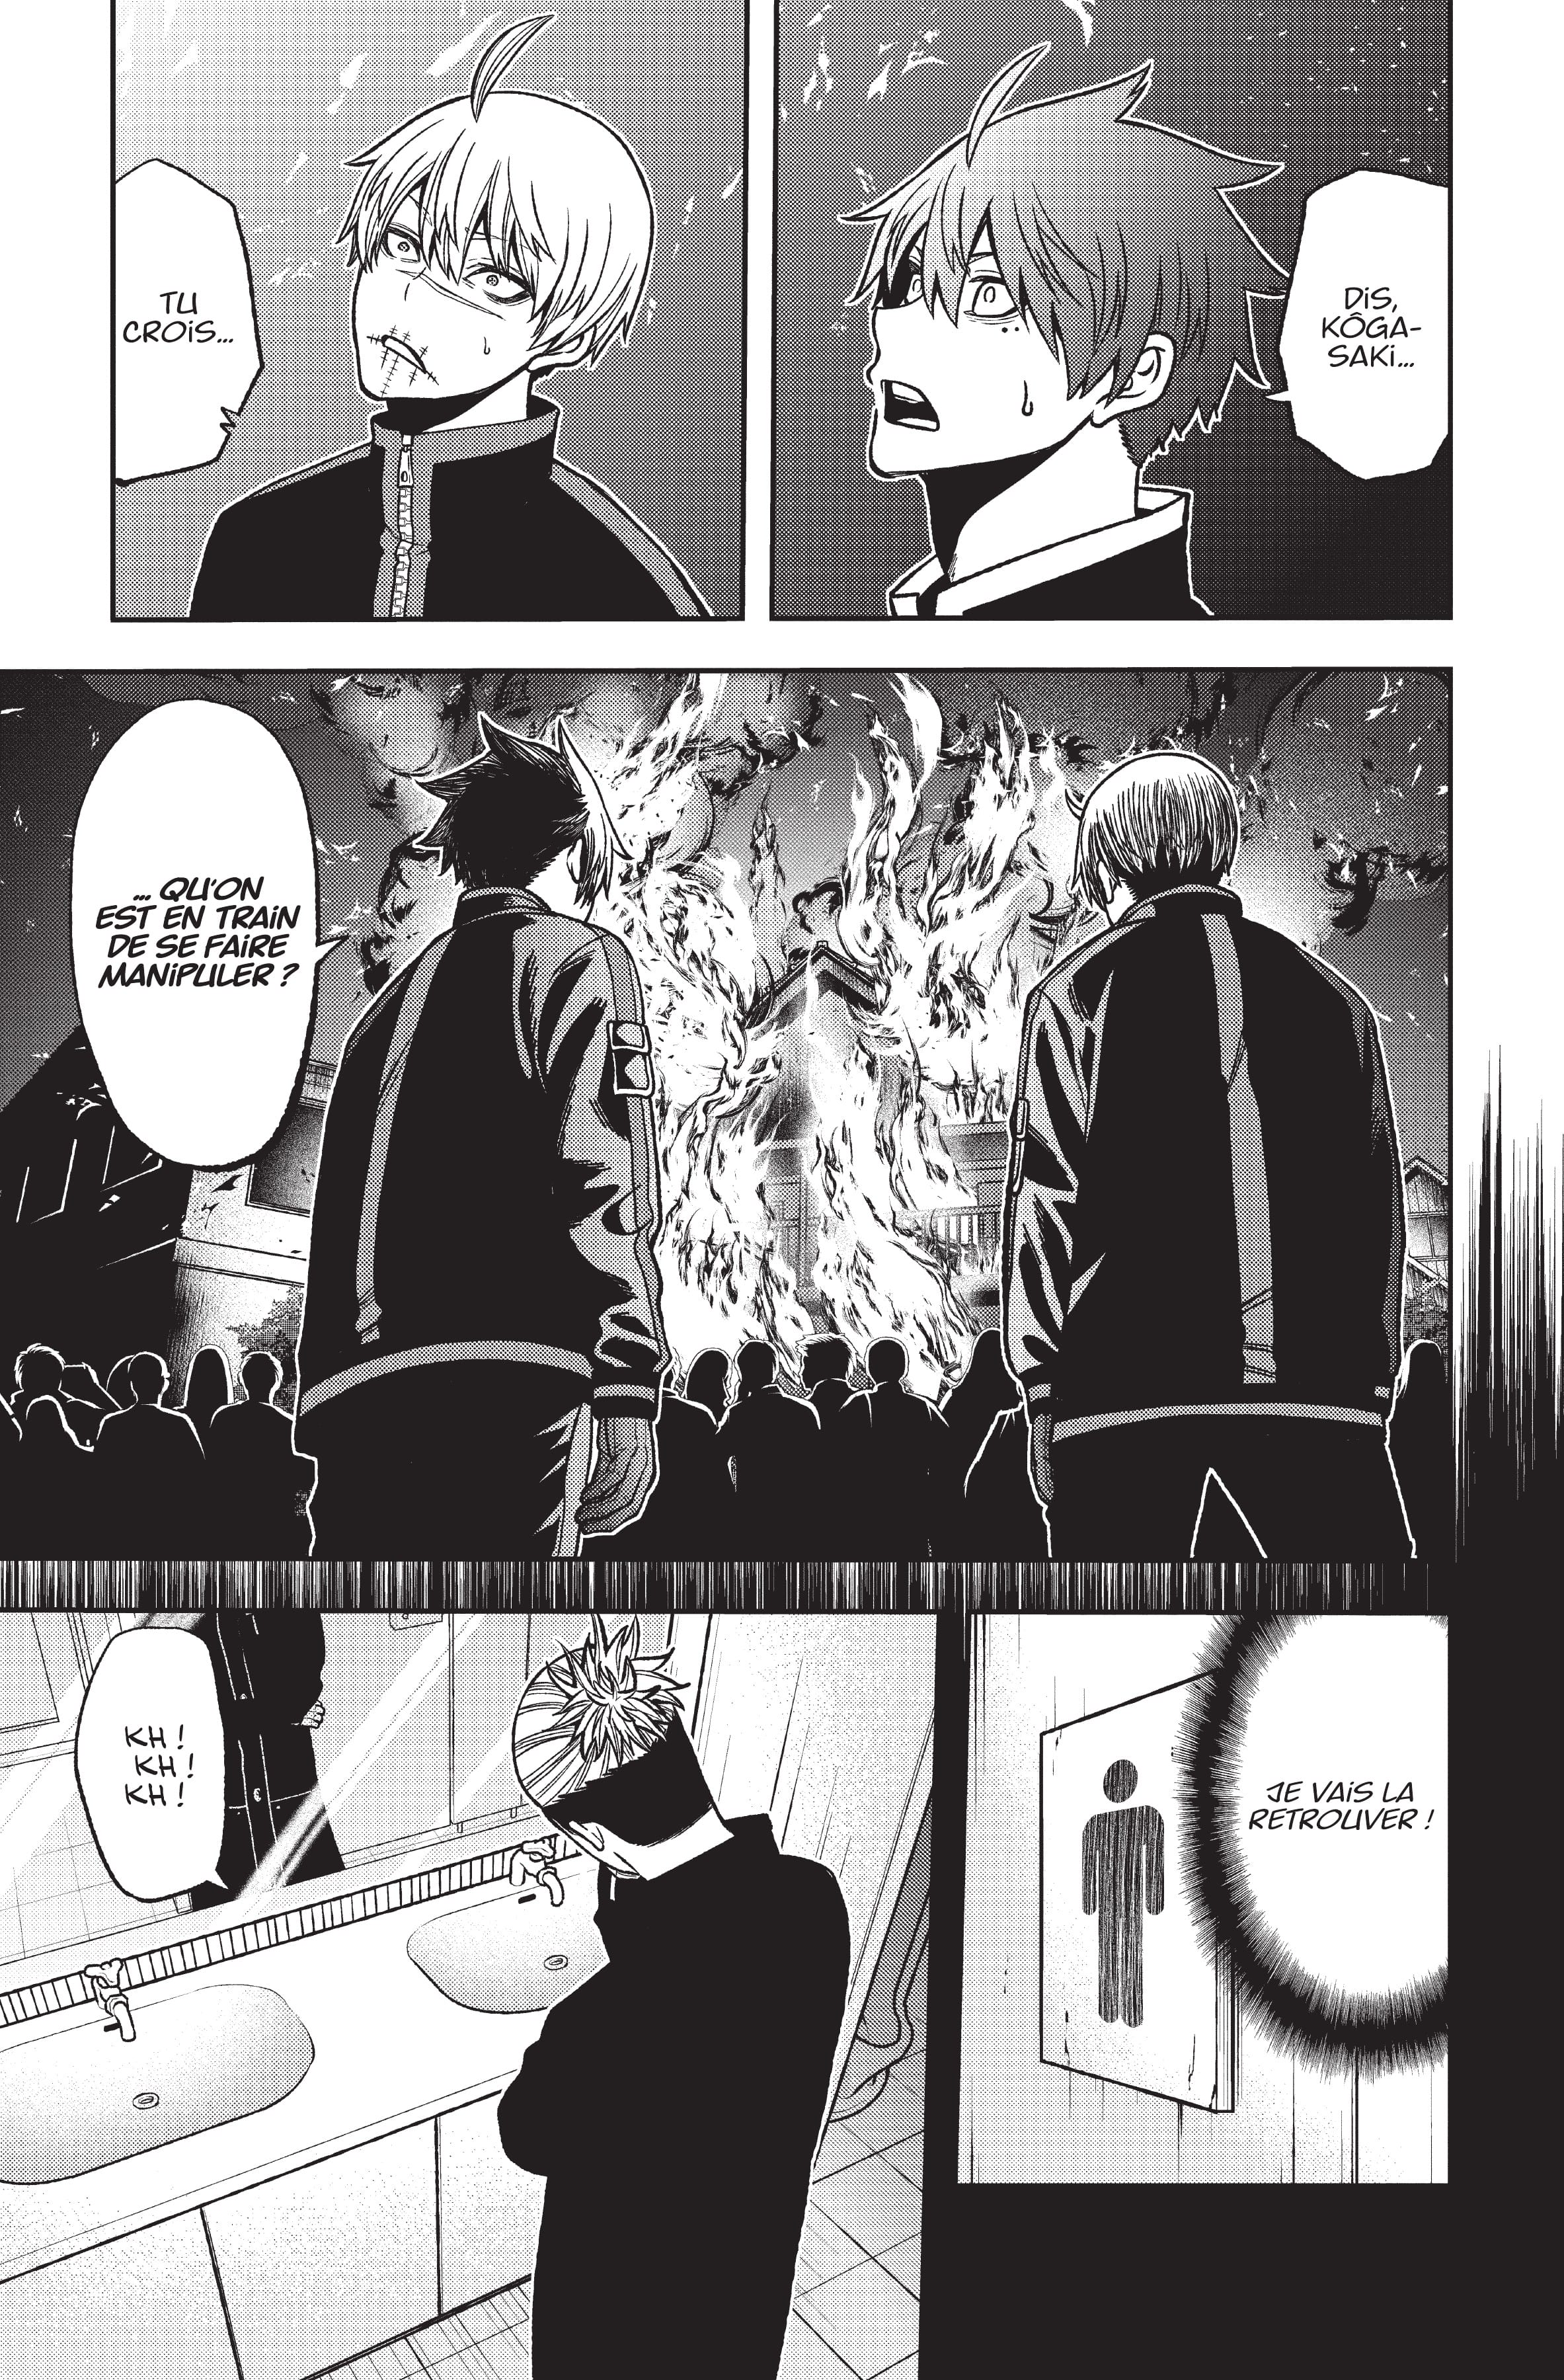 DIS,
KÔGA-
SAKI...
TU
CROIS...
... QU'ON
EST EN TRAIN
DE SE FAIRE
MANIPULER ?
JE VAIS LA
RETROUVER !
KH !
KH !
KH !